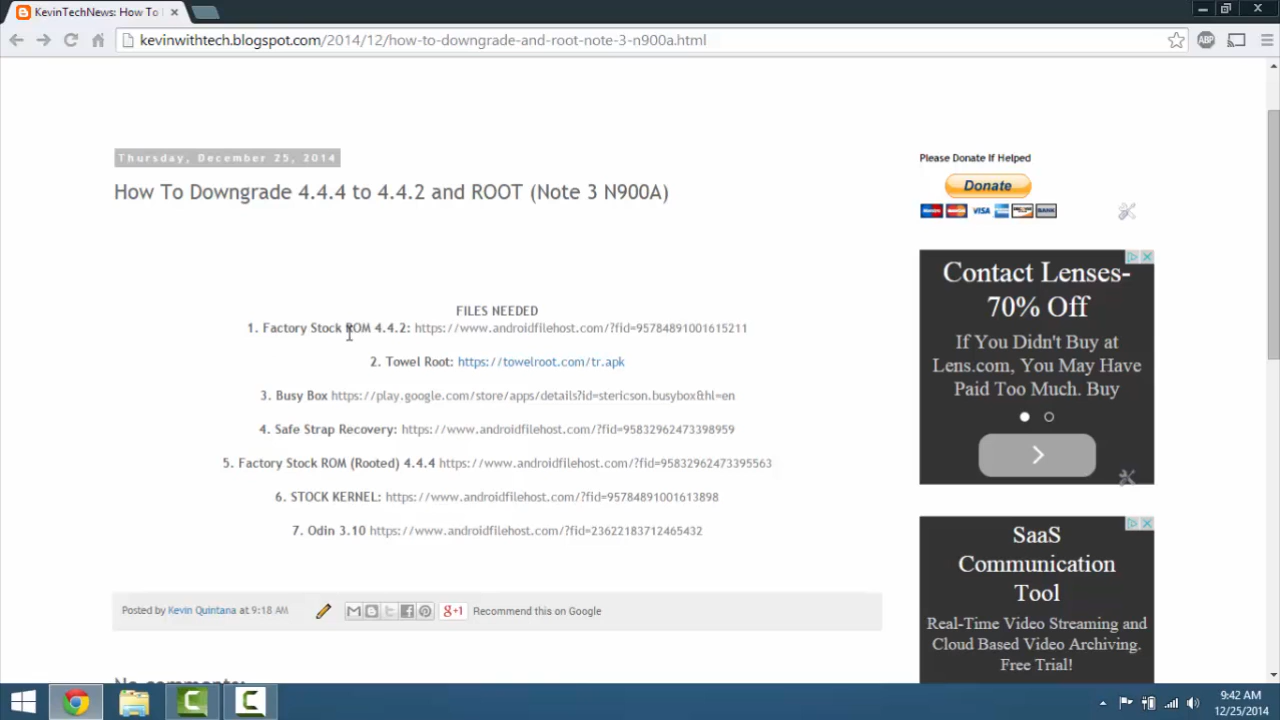 KevinTechNews: How To
kevinwithtech.blogspot.com/2014/12/how-to-downgrade-and-root-note-3-n900a.html
ABP
Thursday, December 25, 2014
How To Downgrade 4.4.4 to 4.4.2 and ROOT (Note 3 N900A)
FILES NEEDED
1. Factory Stock ROM 4.4.2: https://www.androidfilehost.com/?fid=95784891001615211
2. Towel Root: https://towelroot.com/tr.apk
3. Busy Box https://play.google.com/store/apps/details?id=stericson.busybox&hl=en
4. Safe Strap Recovery: https://www.androidfilehost.com/?fid=95832962473398959
5. Factory Stock ROM (Rooted) 4.4.4 https://www.androidfilehost.com/?fid=95832962473395563
6. STOCK KERNEL: https://www.androidfilehost.com/?fid=95784891001613898
7. Odin 3.10 https://www.androidfilehost.com/?fid=23622183712465432
Posted by Kevin Quintana at 9:18 AM
g+1 Recommend this on Google
No comments:
Please Donate If Helped
Donate
VISA
BANK
Contact Lenses-
70% Off
If You Didn't Buy at
Lens.com, You May Have
Paid Too Much. Buy
SaaS
Communication
Tool
Real-Time Video Streaming and
Cloud Based Video Archiving.
Free Trial!
9:42 AM
12/25/2014